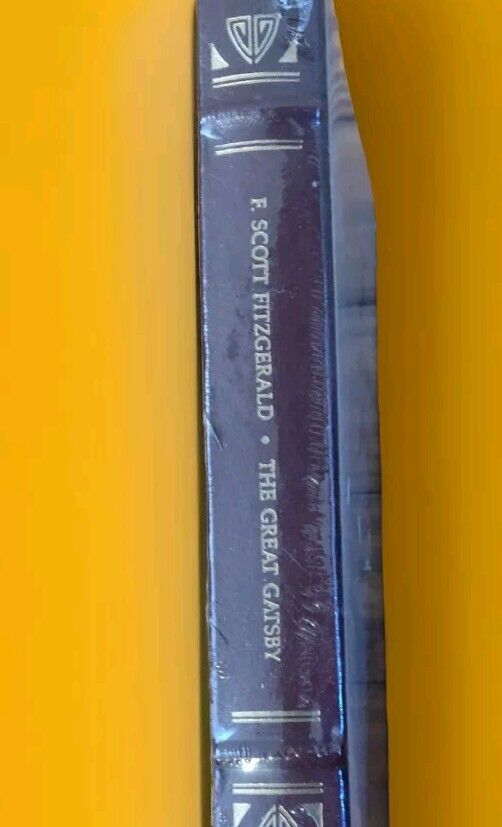 F. SCOTT FITZGERALD • THE GREAT GATSBY